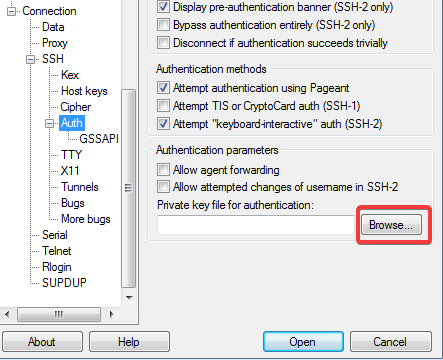 Connection
Data
Proxy
SSH
Kex
Host keys
Cipher
Auth
GSSAPI
TTY
X11
Tunnels
Bugs
More bugs
Serial
Telnet
Rlogin
SUPDUP
Display pre-authentication banner (SSH-2 only)
Bypass authentication entirely (SSH-2 only)
Disconnect if authentication succeeds trivially
Authentication methods
Attempt authentication using Pageant
Attempt TIS or CryptoCard auth (SSH-1)
Attempt "keyboard-interactive" auth (SSH-2)
Authentication parameters
Allow agent forwarding
Allow attempted changes of username in SSH-2
Private key file for authentication:
Browse...
About
Help
Open
Cancel